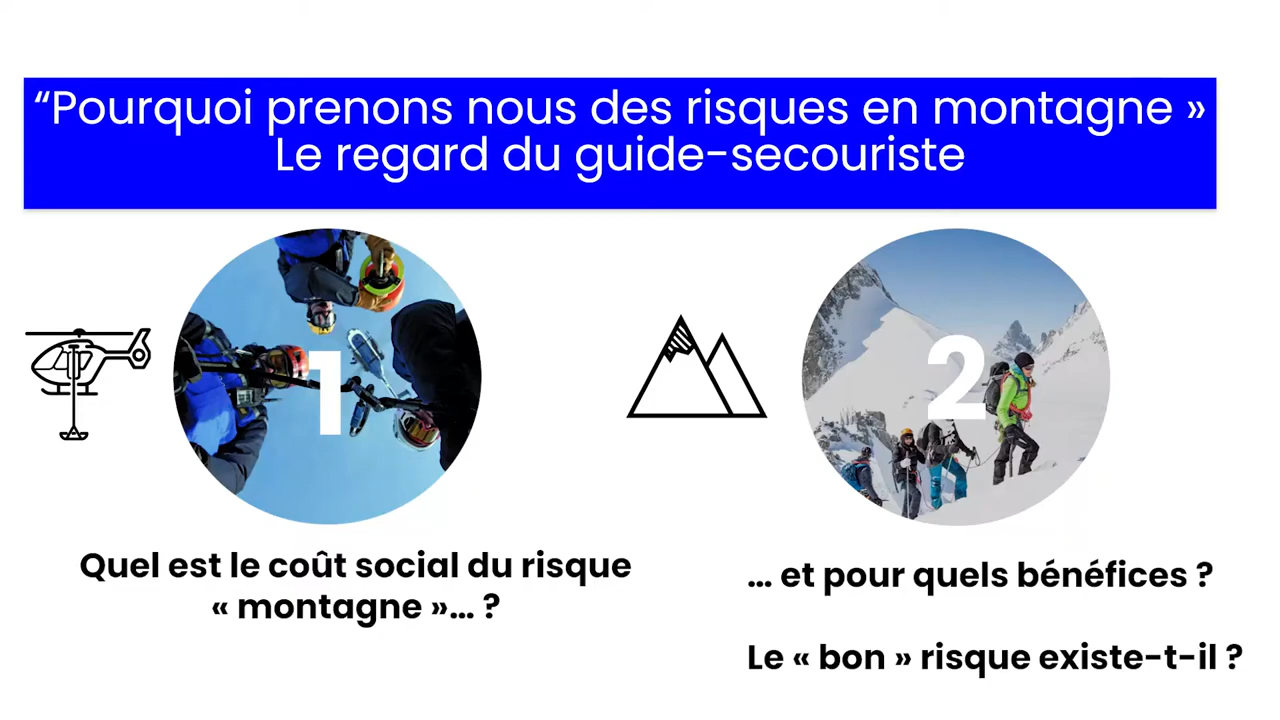 “Pourquoi prenons nous des risques en montagne »
Le regard du guide-secouriste
1
2
Quel est le coût social du risque
« montagne »... ?
... et pour quels bénéfices ?
Le « bon » risque existe-t-il ?